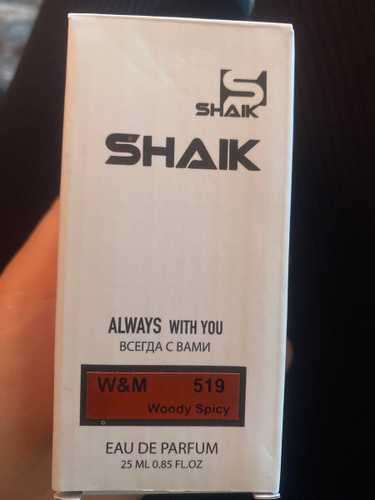 S
SHAIK
SHAIK
ALWAYS WITH YOU
ВСЕГДА С ВАМИ
W&M 519
Woody Spicy
EAU DE PARFUM
25 ML 0.85 FL.OZ